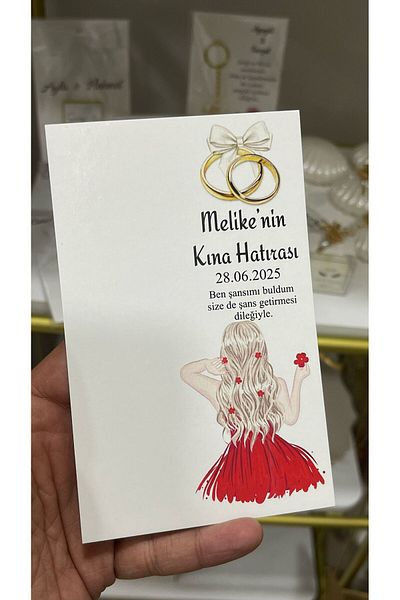 Melike'nin
Kına Hatırası
28.06.2025
Ben şansımı buldum
size de şans getirmesi
dileğiyle.